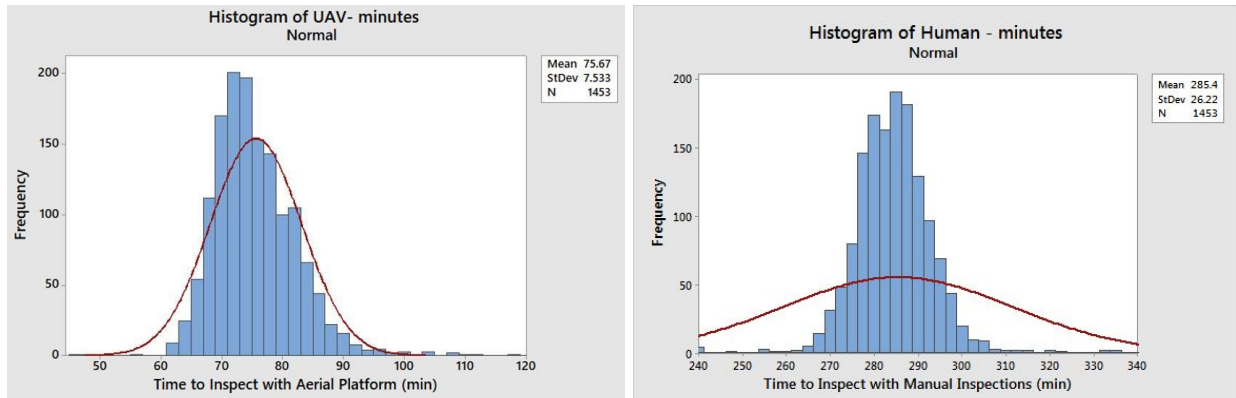 Histogram of UAV- minutes
Normal
Mean 75.67
StDev 7.533
N 1453
Frequency
200
150
100
50
0
50 60 70 80 90 100 110 120
Time to Inspect with Aerial Platform (min)
Histogram of Human - minutes
Normal
Mean 285.4
StDev 26.22
N 1453
Frequency
200
150
100
50
0
240 250 260 270 280 290 300 310 320 330 340
Time to Inspect with Manual Inspections (min)